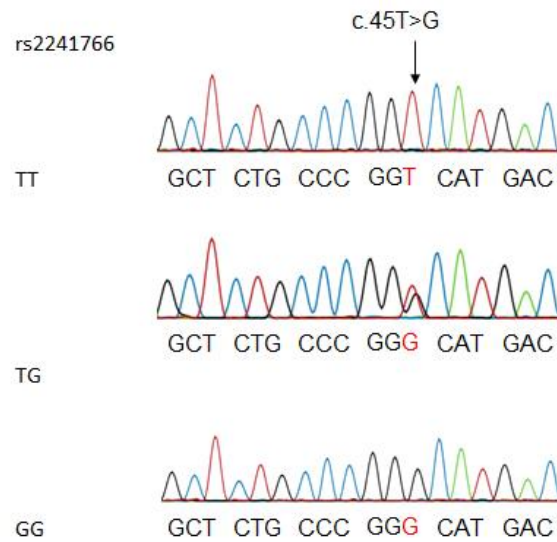 c.45T>G
rs2241766
TT
GCT CTG CCC GGT CAT GAC
GCT CTG CCC GGG CAT GAC
TG
GG
GCT CTG CCC GGG CAT GAC